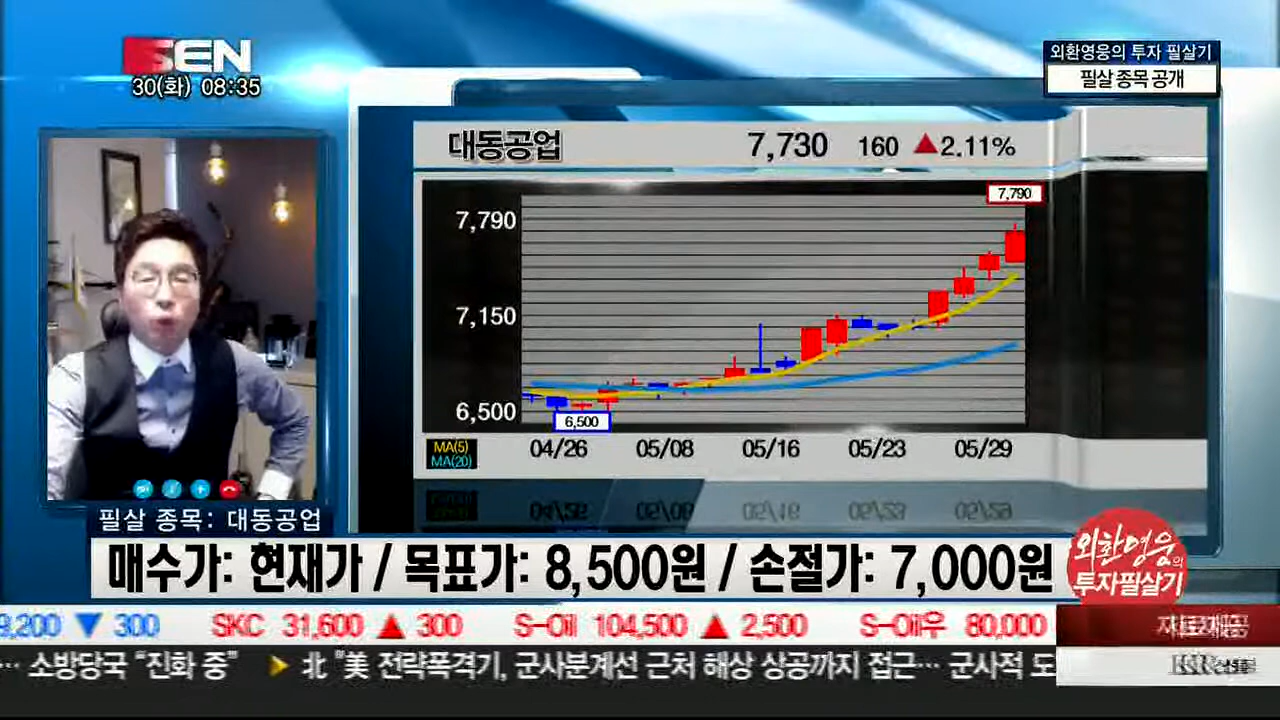 SEN
30(화) 08:35
외환영웅의 투자 필살기
필살 종목 공개
대동공업 7,730 160 ▲2.11%
7,790
7,790
7,150
6,500
6,500
MA(5)
MA(20)
04/26 05/08 05/16 05/23 05/29
필살 종목: 대동공업
매수가: 현재가 / 목표가: 8,500원 / 손절가: 7,000원
외환영웅의
투자필살기
9,200 ▼ 300 SKC 31,600 ▲ 300 S-Oil 104,500 ▲ 2,500 S-Oil우 80,000
… 소방당국 “진화 중” ▶ 北 "美 전략폭격기, 군사분계선 근처 해상 상공까지 접근… 군사적 도